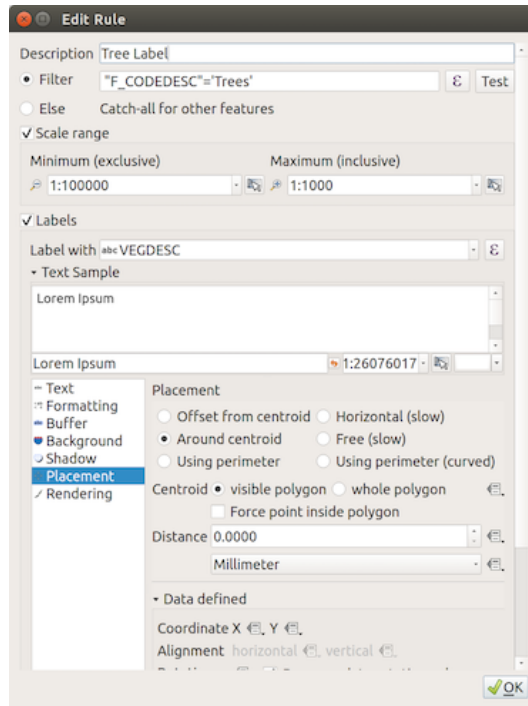 Edit Rule
Description Tree Label
Filter "F_CODEDESC"='Trees' ε Test
Else Catch-all for other features
Scale range
Minimum (exclusive) Maximum (inclusive)
1:100000 1:1000
Labels
Label with abc VEGDESC ε
Text Sample
Lorem Ipsum
Lorem Ipsum 1:26076017
Text
Formatting
Buffer
Background
Shadow
Placement
Rendering
Placement
Offset from centroid Horizontal (slow)
Around centroid Free (slow)
Using perimeter Using perimeter (curved)
Centroid visible polygon whole polygon
Force point inside polygon
Distance 0.0000
Millimeter
Data defined
Coordinate X Y
Alignment horizontal vertical
OK